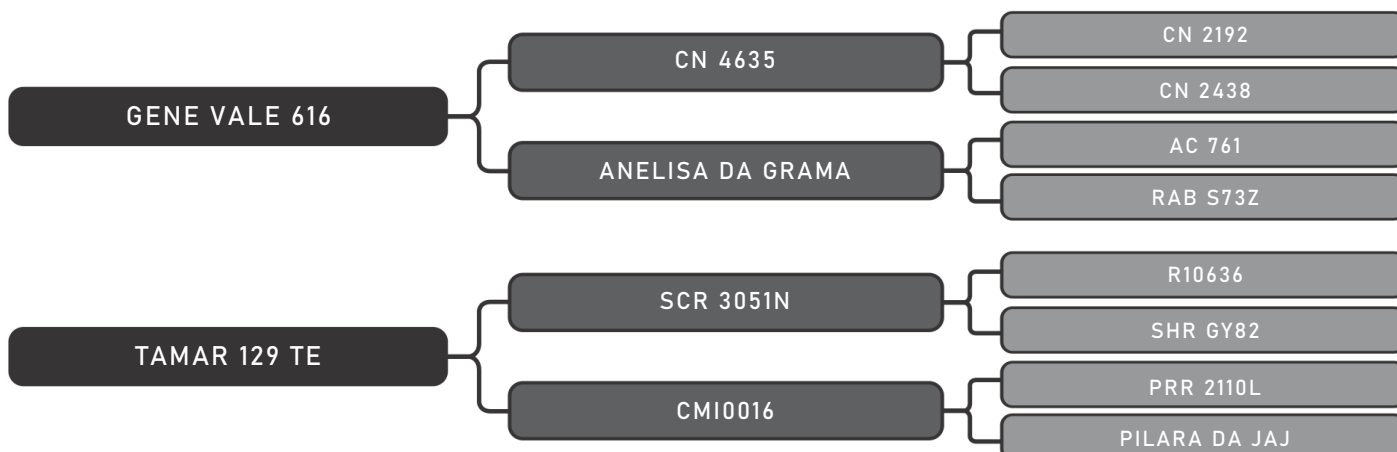 GENE VALE 616
CN 4635
CN 2192
CN 2438
ANELISA DA GRAMA
AC 761
RAB S73Z
TAMAR 129 TE
SCR 3051N
R10636
SHR GY82
CMI0016
PRR 2110L
PILARA DA JAJ